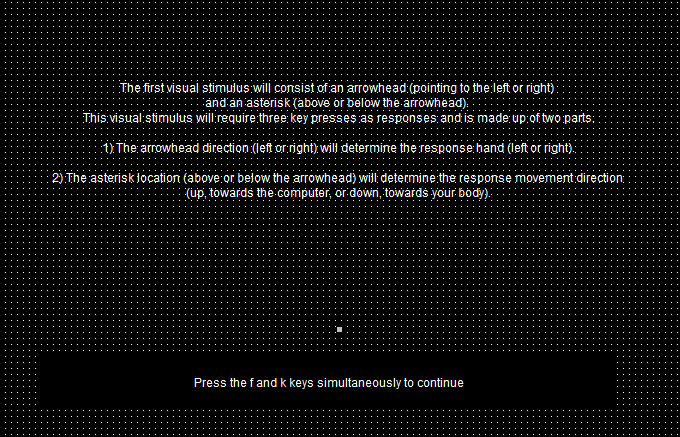 The first visual stimulus will consist of an arrowhead (pointing to the left or right)
and an asterisk (above or below the arrowhead).
This visual stimulus will require three key presses as responses and is made up of two parts.
1) The arrowhead direction (left or right) will determine the response hand (left or right).
2) The asterisk location (above or below the arrowhead) will determine the response movement direction
(up, towards the computer, or down, towards your body).
Press the f and k keys simultaneously to continue